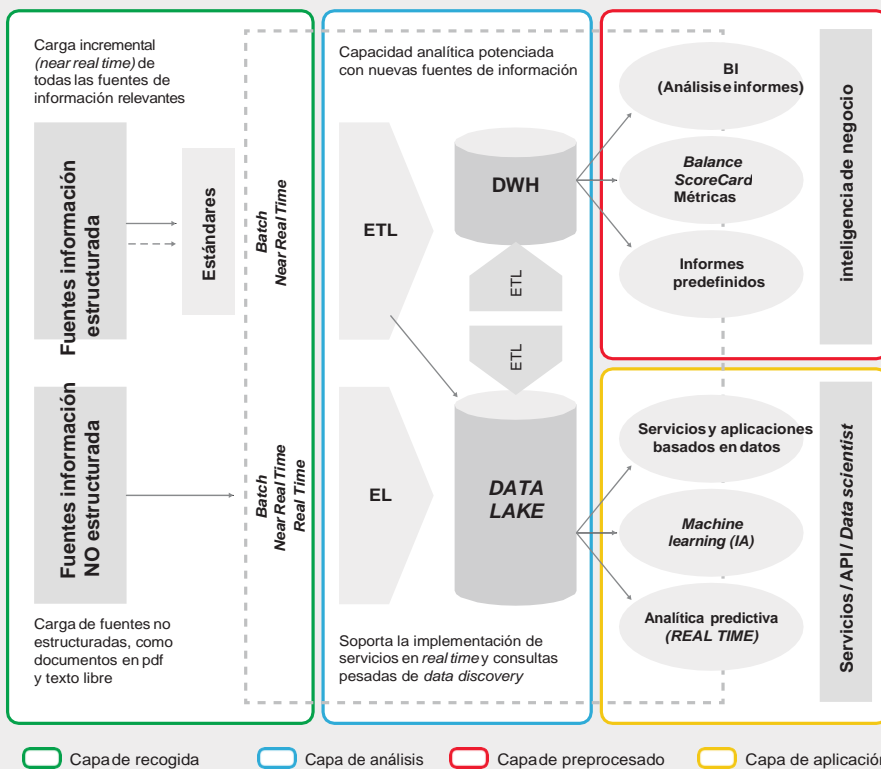 Carga incremental
(near real time) de
todas las fuentes de
información relevantes
Fuentes información
estructurada
Estándares
Batch
Near Real Time
Fuentes información
NO estructurada
Batch
Near Real Time
Real Time
Carga de fuentes no
estructuradas, como
documentos en pdf
y texto libre
Capacidad analítica potenciada
con nuevas fuentes de información
ETL
DWH
ETL
ETL
EL
DATA
LAKE
Soporta la implementación de
servicios en real time y consultas
pesadas de data discovery
BI
(Análisis e informes)
Balance
ScoreCard
Métricas
Informes
predefinidos
inteligencia de negocio
Servicios y aplicaciones
basados en datos
Machine
learning (IA)
Analítica predictiva
(REAL TIME)
Servicios / API / Data scientist
Capa de recogida
Capa de análisis
Capa de preprocesado
Capa de aplicación